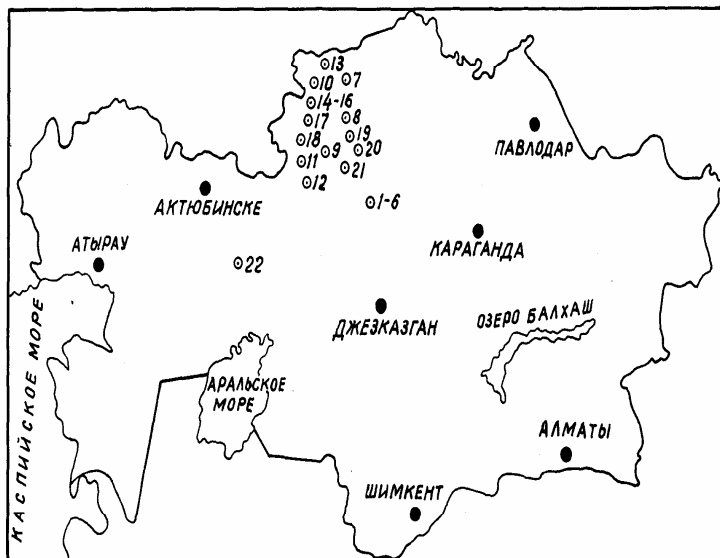 13
10 7
14-16
17 8
18 19
9 20
11 21
12
1-6
ПАВЛОДАР
АКТЮБИНСКЕ
КАРАГАНДА
АТЫРАУ
22
ДЖЕЗКАЗГАН
ОЗЕРО БАЛХАШ
АРАЛЬСКОЕ
МОРЕ
КАСПИЙСКОЕ МОРЕ
АЛМАТЫ
ШИМКЕНТ